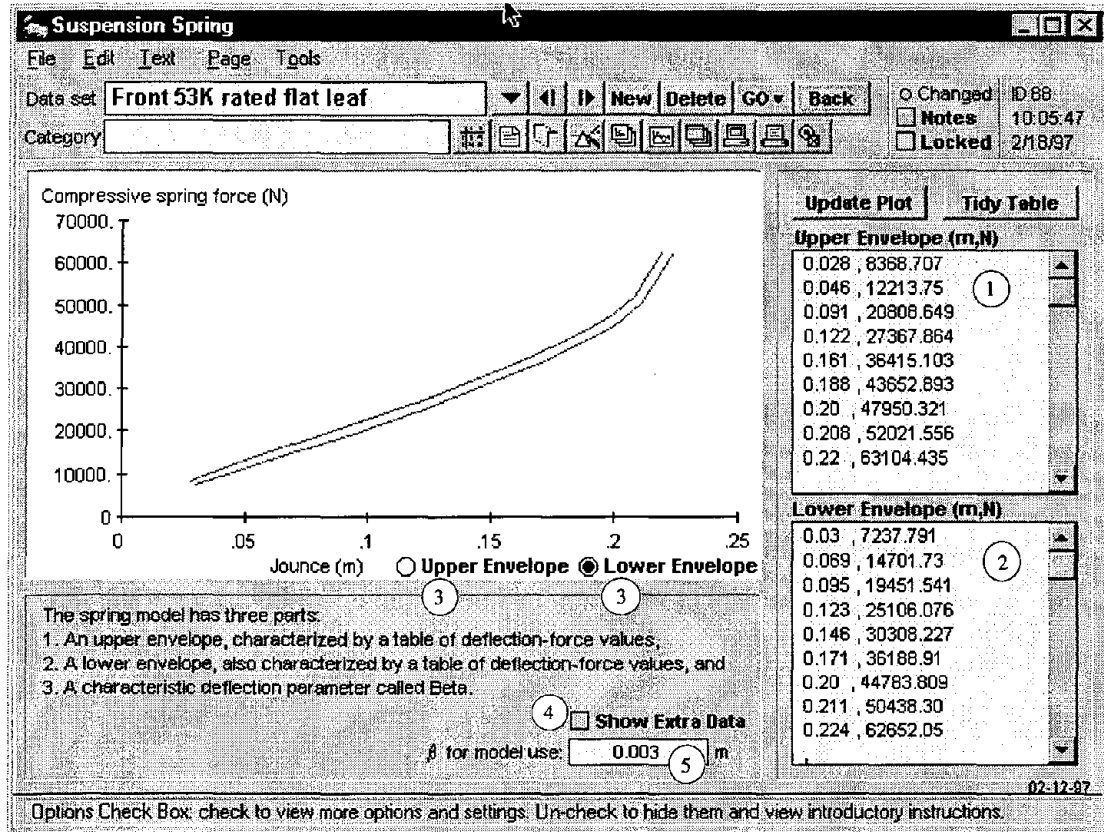 Suspension Spring
File Edit Text Page Tools
Data set Front 53K rated flat leaf New Delete GO Back
Changed ID 88
Notes 10:05:47
Category
Locked 2/18/97
Compressive spring force (N)
70000.
60000.
50000.
40000.
30000.
20000.
10000.
0
0 .05 .1 .15 .2 .25
Jounce (m) Upper Envelope Lower Envelope
3 3
Update Plot Tidy Table
Upper Envelope (m,N)
0.028 ,8368.707
0.046 ,12213.75
1
0.091 ,20808.649
0.122 ,27367.864
0.161 ,36415.103
0.188 ,43652.893
0.20 ,47950.321
0.208 ,52021.556
0.22 ,63104.435
Lower Envelope (m,N)
0.03 ,7237.791
0.069 ,14701.73
2
0.095 ,19451.541
0.123 ,25106.076
0.146 ,30308.227
0.171 ,36188.91
0.20 ,44783.809
0.211 ,50438.30
0.224 ,62652.05
,
The spring model has three parts:
1. An upper envelope, characterized by a table of deflection-force values,
2. A lower envelope, also characterized by a table of deflection-force values, and
3. A characteristic deflection parameter called Beta.
4 Show Extra Data
β for model use: 0.003 m
5
02-12-97
Options Check Box: check to view more options and settings. Un-check to hide them and view introductory instructions.